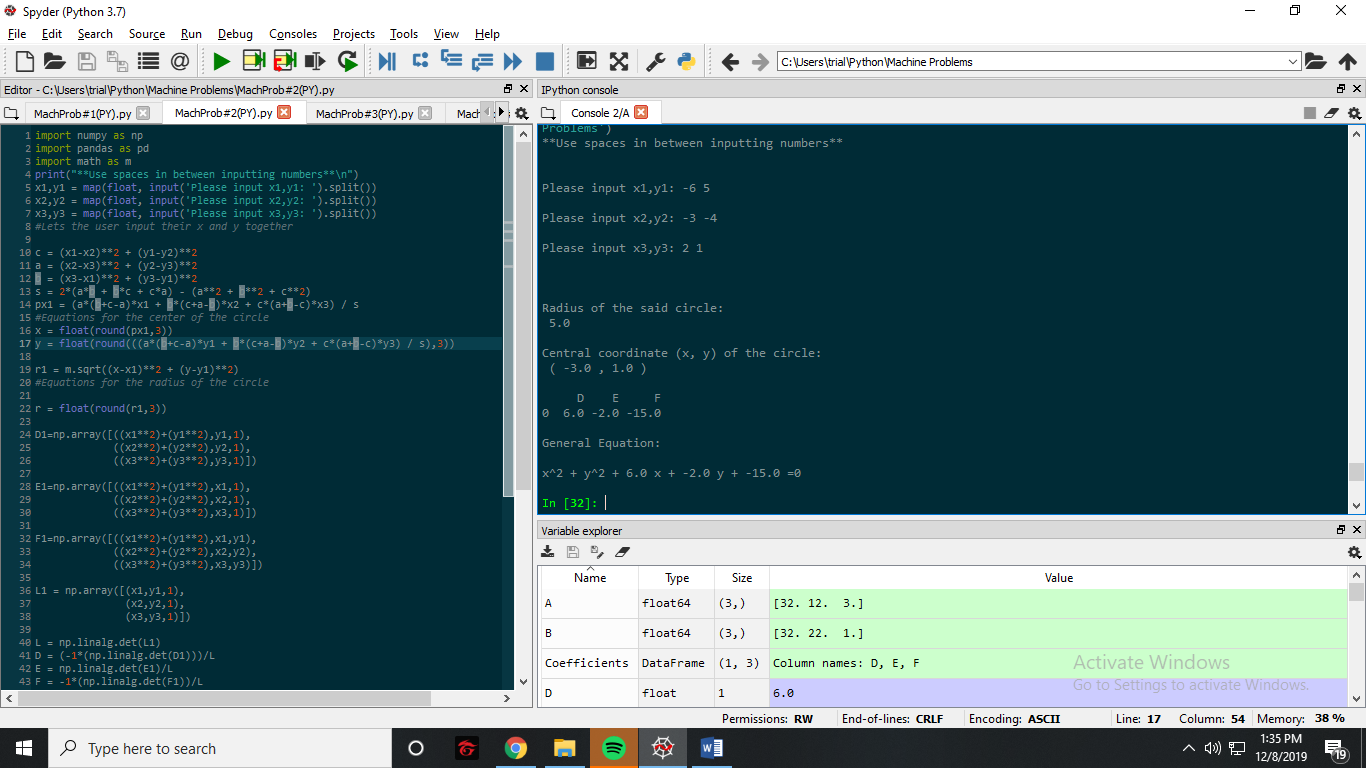 Spyder (Python 3.7)
File Edit Search Source Run Debug Consoles Projects Tools View Help
C:\Users\trial\Python\Machine Problems
Editor - C:\Users\trial\Python\Machine Problems\MachProb#2(PY).py
MachProb#1(PY).py MachProb#2(PY).py MachProb#3(PY).py
1 import numpy as np
2 import pandas as pd
3 import math as m
4 print("**Use spaces in between inputting numbers**\n")
5 x1,y1 = map(float, input('Please input x1,y1: ').split())
6 x2,y2 = map(float, input('Please input x2,y2: ').split())
7 x3,y3 = map(float, input('Please input x3,y3: ').split())
8 #Lets the user input their x and y together
9
10 c = (x1-x2)**2 + (y1-y2)**2
11 a = (x2-x3)**2 + (y2-y3)**2
12 b = (x3-x1)**2 + (y3-y1)**2
13 s = 2*(a*b + b*c + c*a) - (a**2 + b**2 + c**2)
14 px1 = (a*(b+c-a)*x1 + b*(c+a-b)*x2 + c*(a+b-c)*x3) / s
15 #Equations for the center of the circle
16 x = float(round(px1,3))
17 y = float(round(((a*(b+c-a)*y1 + b*(c+a-b)*y2 + c*(a+b-c)*y3) / s),3))
18
19 r1 = m.sqrt((x-x1)**2 + (y-y1)**2)
20 #Equations for the radius of the circle
21
22 r = float(round(r1,3))
23
24 D1=np.array([((x1**2)+(y1**2),y1,1),
25 ((x2**2)+(y2**2),y2,1),
26 ((x3**2)+(y3**2),y3,1)])
27
28 E1=np.array([((x1**2)+(y1**2),x1,1),
29 ((x2**2)+(y2**2),x2,1),
30 ((x3**2)+(y3**2),x3,1)])
31
32 F1=np.array([((x1**2)+(y1**2),x1,y1),
33 ((x2**2)+(y2**2),x2,y2),
34 ((x3**2)+(y3**2),x3,y3)])
35
36 L1 = np.array([(x1,y1,1),
37 (x2,y2,1),
38 (x3,y3,1)])
39
40 L = np.linalg.det(L1)
41 D = (-1*(np.linalg.det(D1)))/L
42 E = np.linalg.det(E1)/L
43 F = -1*(np.linalg.det(F1))/L
IPython console
Console 2/A
Problems')
**Use spaces in between inputting numbers**
Please input x1,y1: -6 5
Please input x2,y2: -3 -4
Please input x3,y3: 2 1
Radius of the said circle:
5.0
Central coordinate (x, y) of the circle:
( -3.0 , 1.0 )
D E F
0 6.0 -2.0 -15.0
General Equation:
x^2 + y^2 + 6.0 x + -2.0 y + -15.0 =0
In [32]:
Variable explorer
Name Type Size Value
A float64 (3,) [32. 12. 3.]
B float64 (3,) [32. 22. 1.]
Coefficients DataFrame (1, 3) Column names: D, E, F
D float 1 6.0
Activate Windows
Go to Settings to activate Windows.
Permissions: RW End-of-lines: CRLF Encoding: ASCII Line: 17 Column: 54 Memory: 38 %
Type here to search
1:35 PM
12/8/2019
19